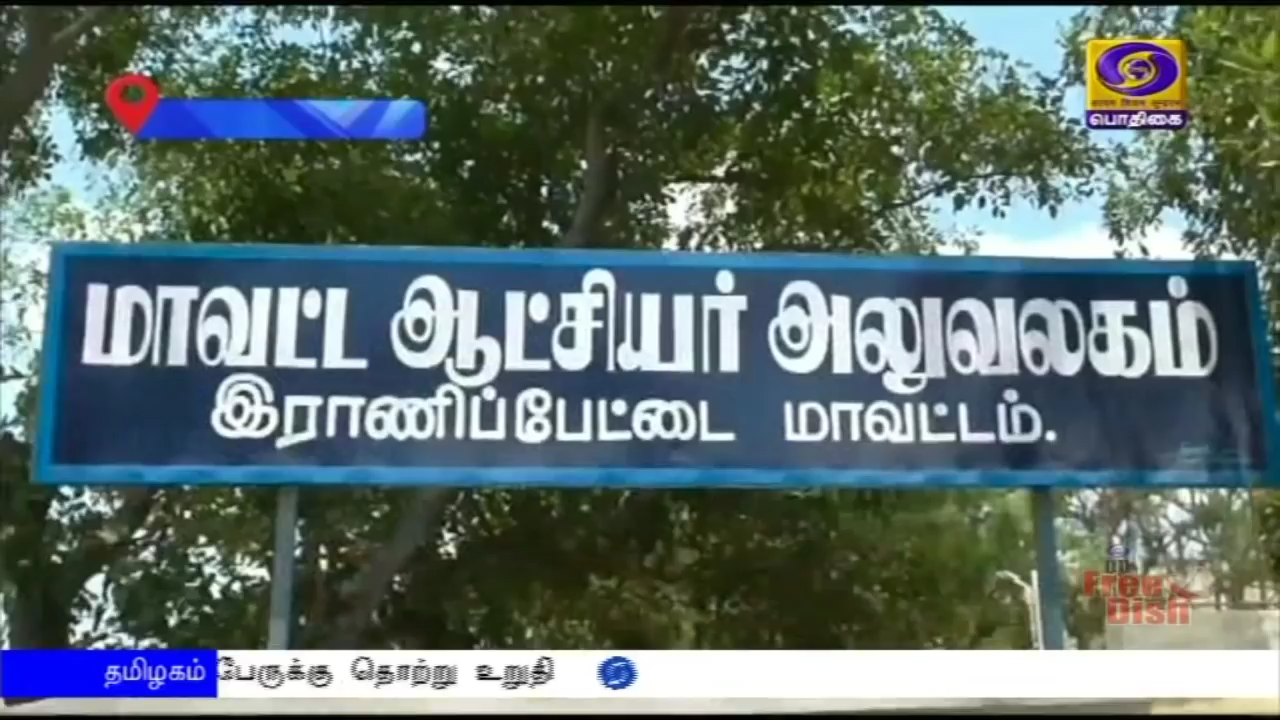 பொதிகை
மாவட்ட ஆட்சியர் அலுவலகம்
இராணிப்பேட்டை மாவட்டம்.
DD
Free
Dish
தமிழகம் பேருக்கு தொற்று உறுதி